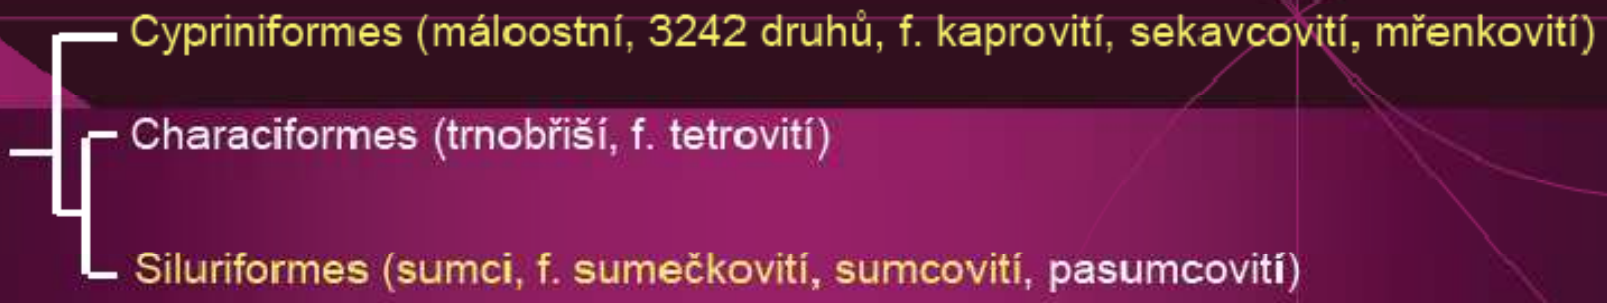 Cypriniformes (máloostní, 3242 druhů, f. kaprovití, sekavcovití, mřenkovití)
Characiformes (trnobřiší, f. tetrovití)
Siluriformes (sumci, f. sumečkovití, sumcovití, pasumcovití)